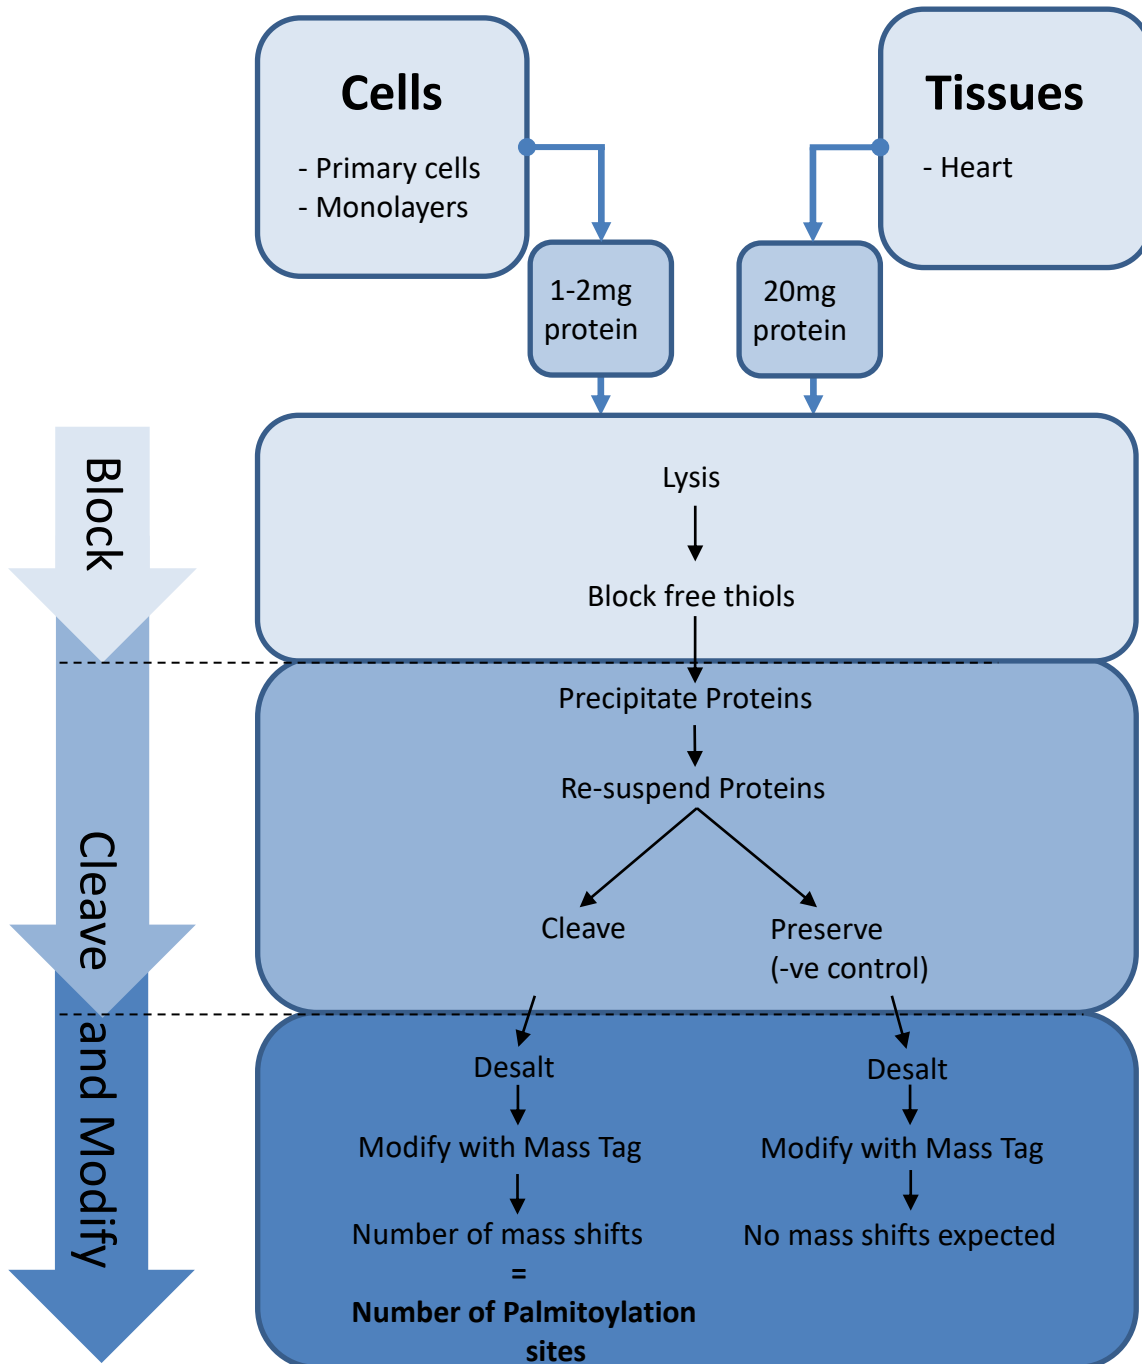 Cells
- Primary cells
- Monolayers
Tissues
- Heart
1-2mg
protein
20mg
protein
Block
Lysis
Block free thiols
Cleave and Modify
Precipitate Proteins
Re-suspend Proteins
Cleave
Preserve
(-ve control)
Desalt
Modify with Mass Tag
Number of mass shifts
=
Number of Palmitoylation
sites
Desalt
Modify with Mass Tag
No mass shifts expected